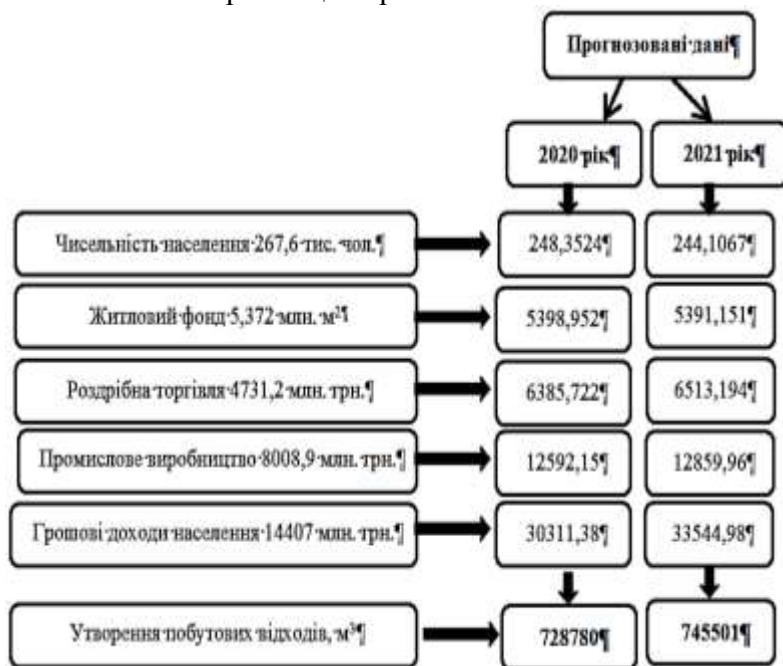 Прогнозовані·дані¶
2020·рік¶ 2021·рік¶
Чисельність·населення·267,6·тис.·чол.¶ 248,3524¶ 244,1067¶
Житловий·фонд·5,372·млн.·м²¶ 5398,952¶ 5391,151¶
Роздрібна·торгівля·4731,2·млн.·трн.¶ 6385,722¶ 6513,194¶
Промислове·виробництво·8008,9·млн.·трн.¶ 12592,15¶ 12859,96¶
Грошові·доходи·населення·14407·млн.·трн.¶ 30311,38¶ 33544,98¶
Утворення·побутових·відходів,·м³¶ 728780¶ 745501¶